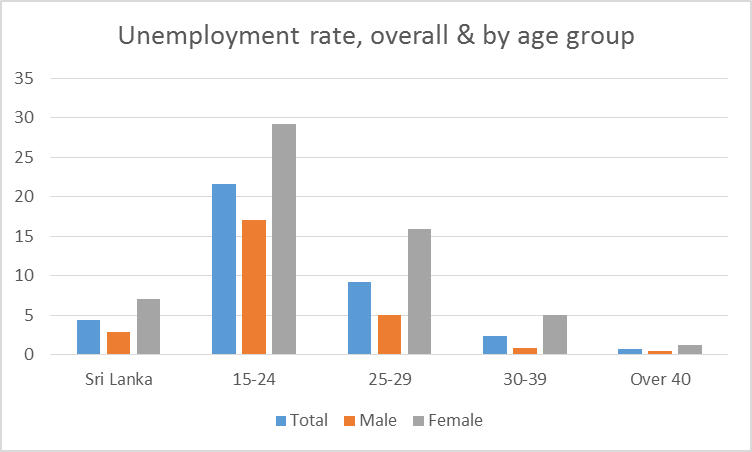 Unemployment rate, overall & by age group
35
30
25
20
15
10
5
0
Sri Lanka 15-24 25-29 30-39 Over 40
Total Male Female